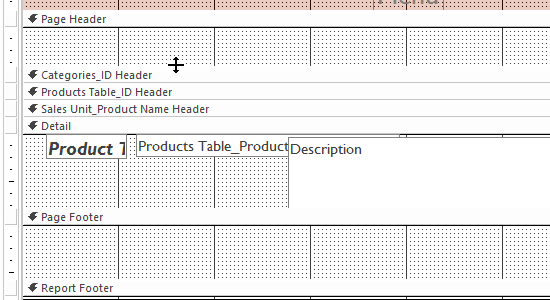 Menu
Page Header
Categories_ID Header
Products Table_ID Header
Sales Unit_Product Name Header
Detail
Product T
Products Table_Product
Description
Page Footer
Report Footer